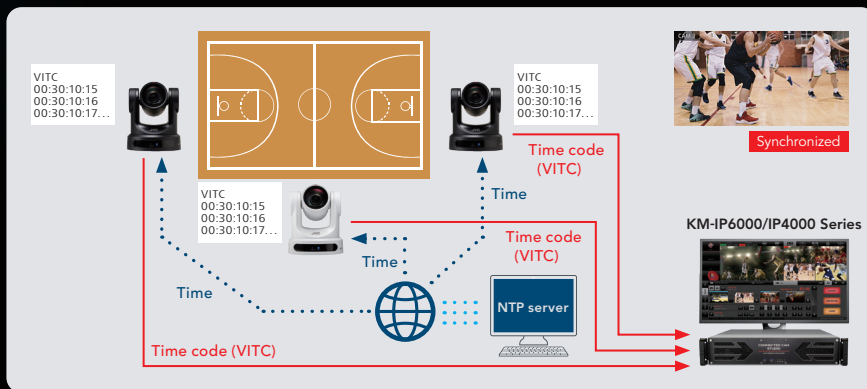 VITC
00:30:10:15
00:30:10:16
00:30:10:17...
VITC
00:30:10:15
00:30:10:16
00:30:10:17...
Synchronized
Time code
(VITC)
VITC
00:30:10:15
00:30:10:16
00:30:10:17...
Time
KM-IP6000/IP4000 Series
Time code
(VITC)
Time
Time
NTP server
Time code (VITC)